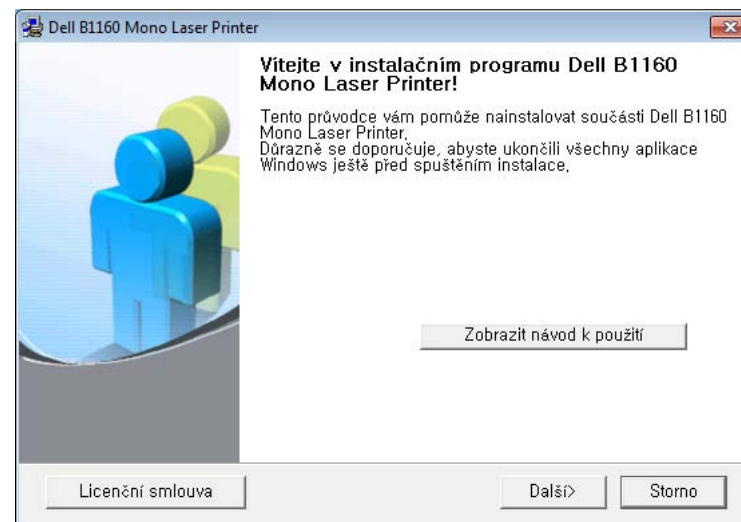 Dell B1160 Mono Laser Printer
Vítejte v instalačním programu Dell B1160
Mono Laser Printer!
Tento průvodce vám pomůže nainstalovat součásti Dell B1160
Mono Laser Printer.
Důrazně se doporučuje, abyste ukončili všechny aplikace
Windows ještě před spuštěním instalace.
Zobrazit návod k použití
Licenční smlouva
Další>
Storno